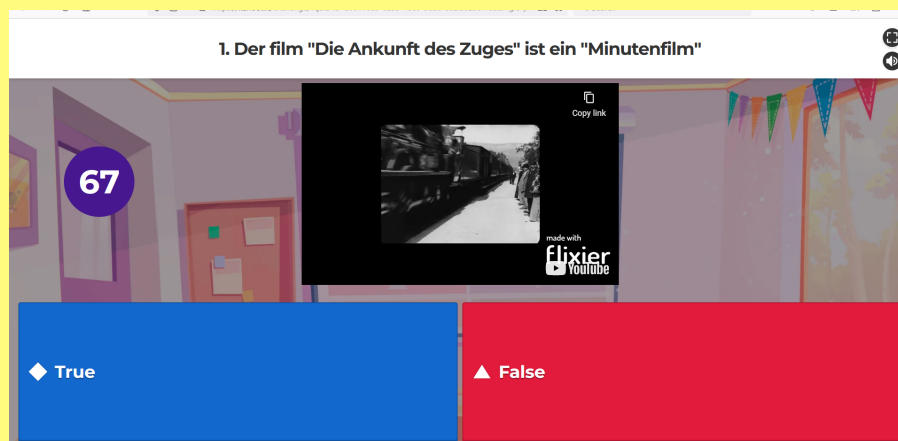 1. Der film "Die Ankunft des Zuges" ist ein "Minutenfilm"
Copy link
67
made with
flixier
YouTube
True
False